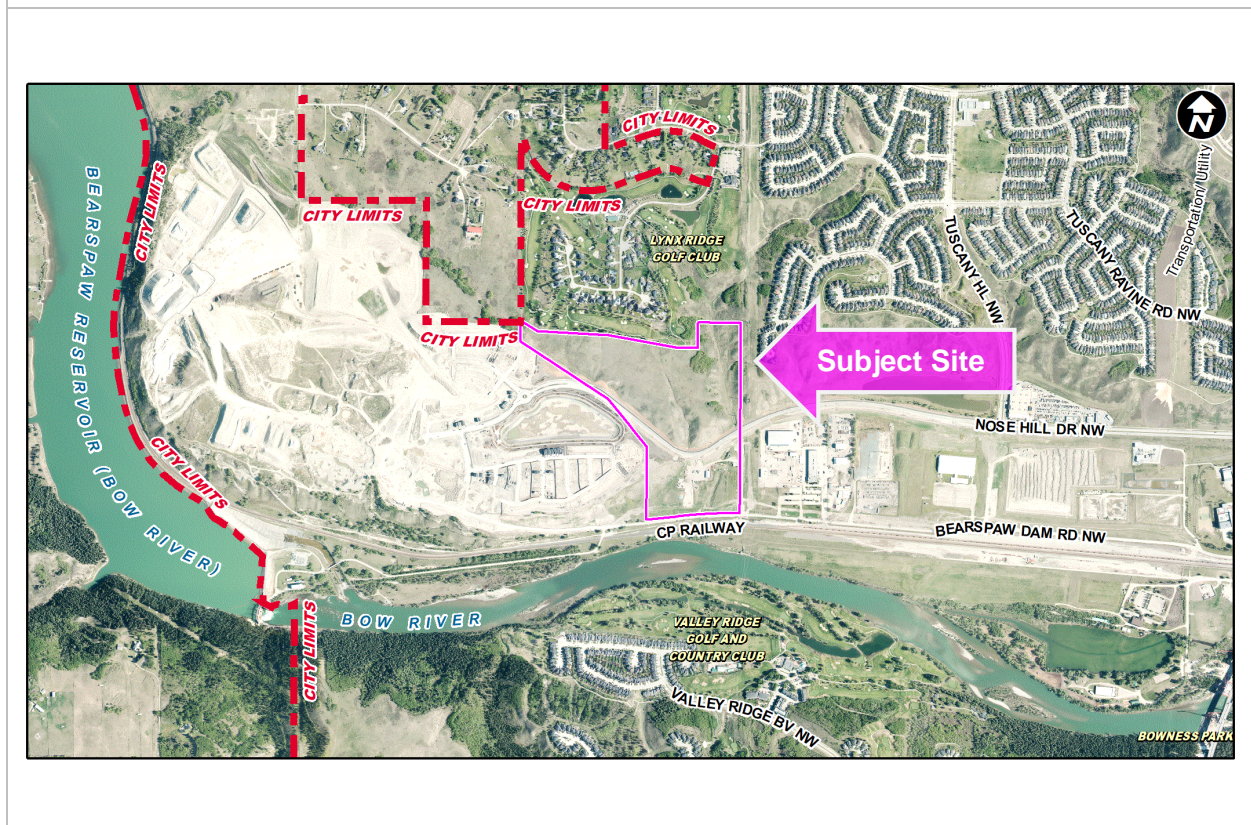 N
CITY LIMITS
CITY LIMITS
CITY LIMITS
CITY LIMITS
CITY LIMITS
CITY LIMITS
CITY LIMITS
BEARSPAW RESERVOIR (BOW RIVER)
LYNX RIDGE
GOLF CLUB
TUSCANY HL NW
TUSCANY RAVINE RD NW
Transportation/Utility
Subject Site
NOSE HILL DR NW
CP RAILWAY
BEARSPAW DAM RD NW
BOW RIVER
VALLEY RIDGE
GOLF AND
COUNTRY CLUB
VALLEY RIDGE BV NW
BOWNESS PARK